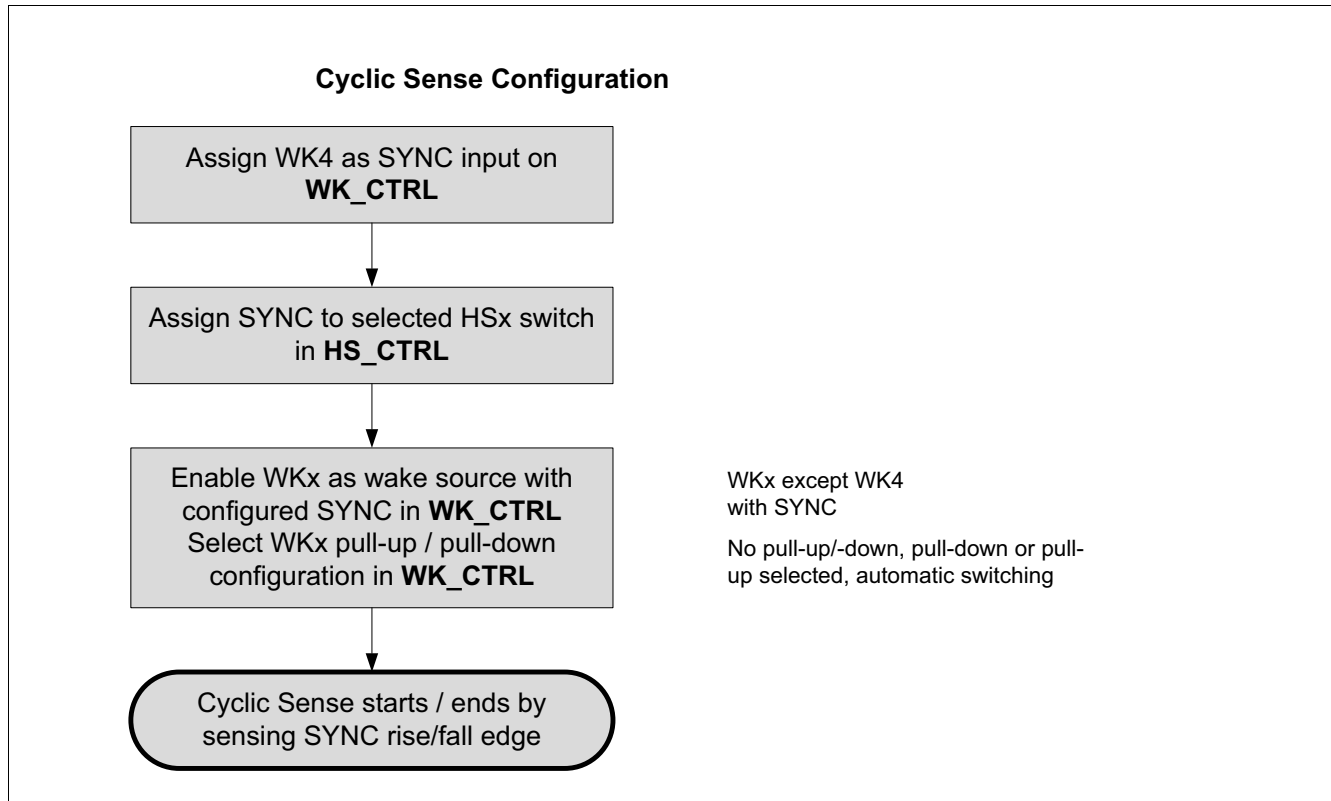 Cyclic Sense Configuration
Assign WK4 as SYNC input on
WK_CTRL
Assign SYNC to selected HSx switch
in HS_CTRL
Enable WKx as wake source with
configured SYNC in WK_CTRL
Select WKx pull-up / pull-down
configuration in WK_CTRL
WKx except WK4
with SYNC
No pull-up/-down, pull-down or pull-
up selected, automatic switching
Cyclic Sense starts / ends by
sensing SYNC rise/fall edge